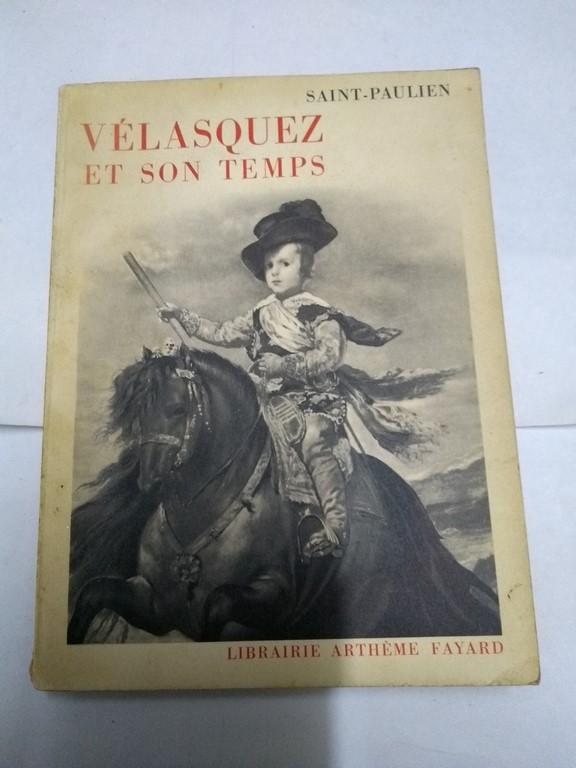 SAINT-PAULIEN
VÉLASQUEZ
ET SON TEMPS
LIBRAIRIE ARTHÈME FAYARD